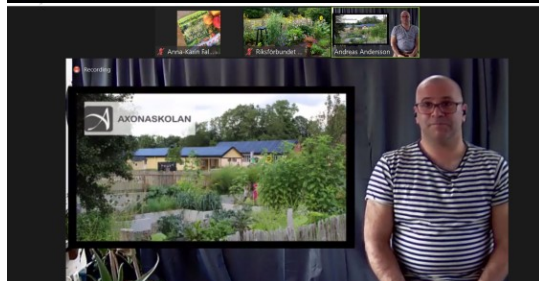 Anna-Karin Fal...
Riksförbundet ...
Andreas Andersson
Recording
AXONASKOLAN